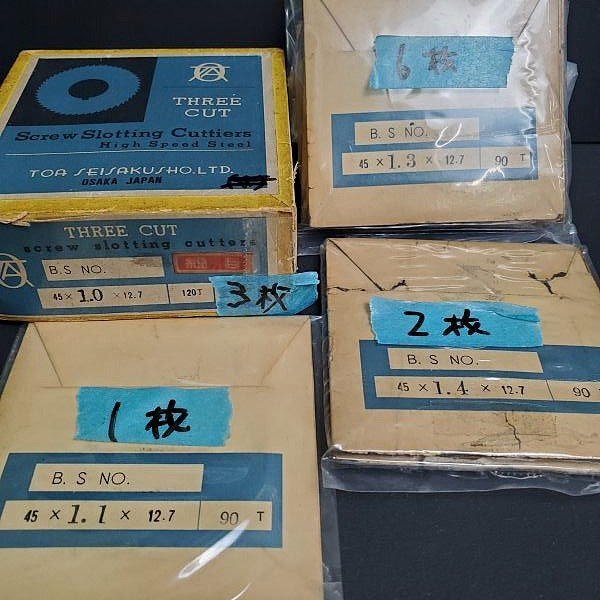 THREE
CUT
Screw Slotting Cuttiers
High Speed Steel
TOA SEISAKUSHO.LTD.
OSAKA JAPAN
THREE CUT
screw slotting cutters
B.S NO.
45 × 1.0 × 12.7 120T
3枚
6枚
B. S NO.
45 × 1.3 × 12.7 90 T
2枚
B. S NO.
45 × 1.4 × 12.7 90
1枚
B. S NO.
45 × 1.1 × 12.7 90 T